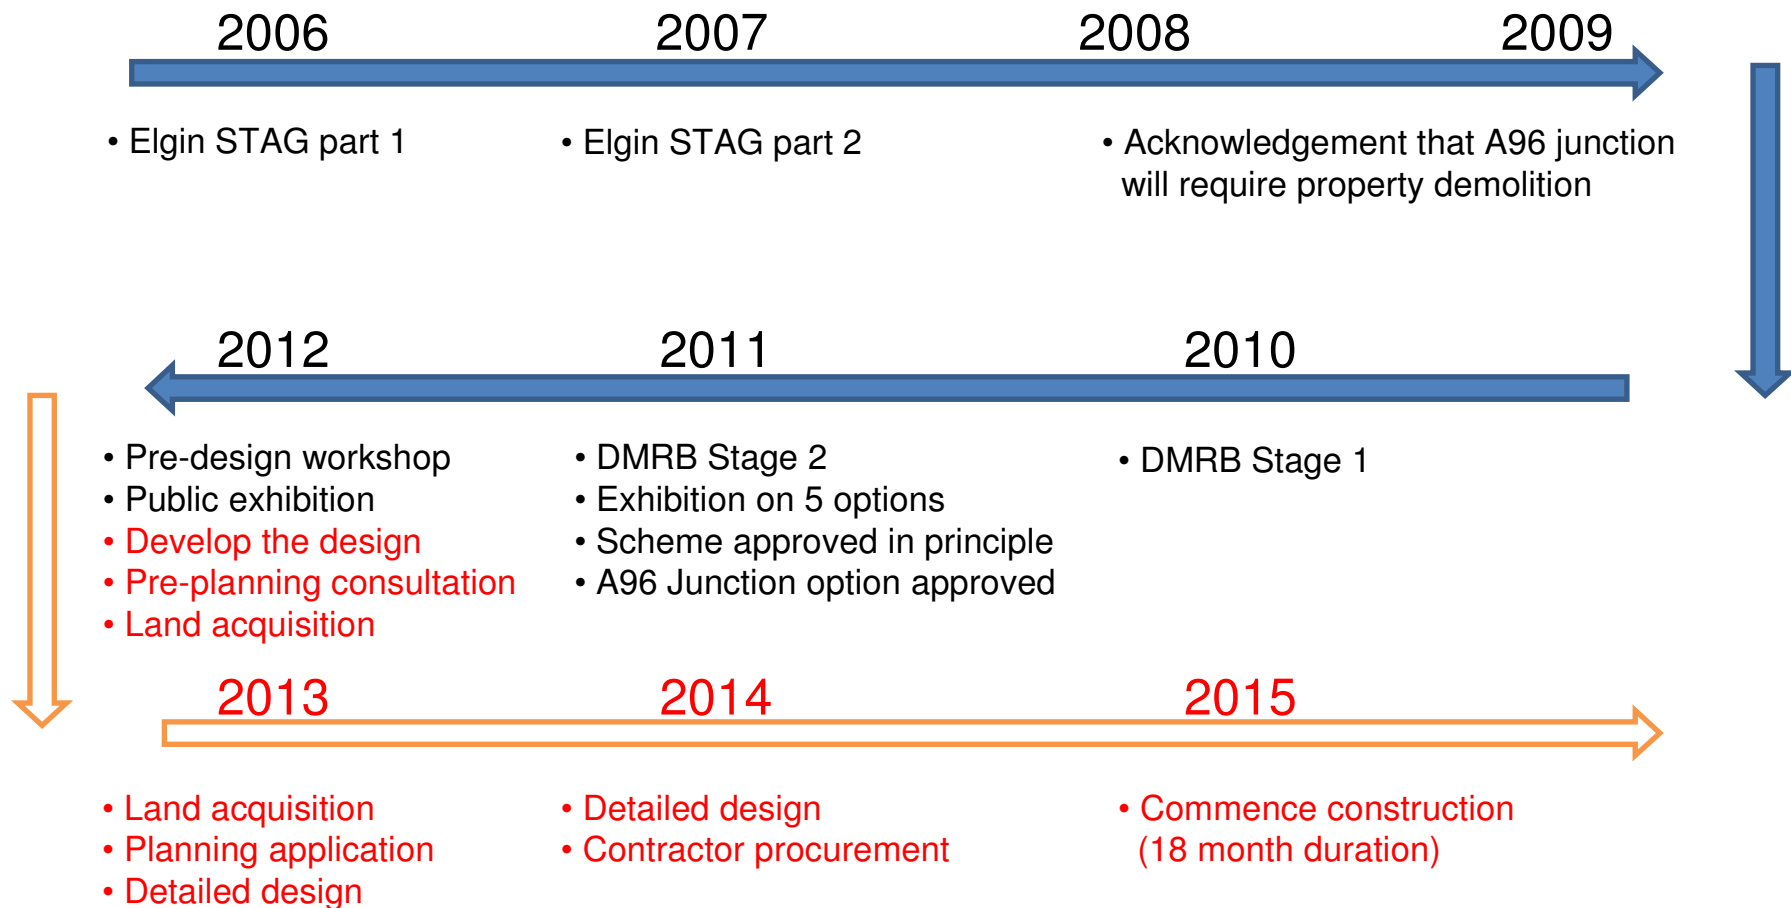 2006 2007 2008 2009
• Elgin STAG part 1
• Elgin STAG part 2
• Acknowledgement that A96 junction
will require property demolition
2012 2011 2010
• Pre-design workshop
• Public exhibition
• Develop the design
• Pre-planning consultation
• Land acquisition
• DMRB Stage 2
• Exhibition on 5 options
• Scheme approved in principle
• A96 Junction option approved
• DMRB Stage 1
2013 2014 2015
• Land acquisition
• Planning application
• Detailed design
• Detailed design
• Contractor procurement
• Commence construction
(18 month duration)